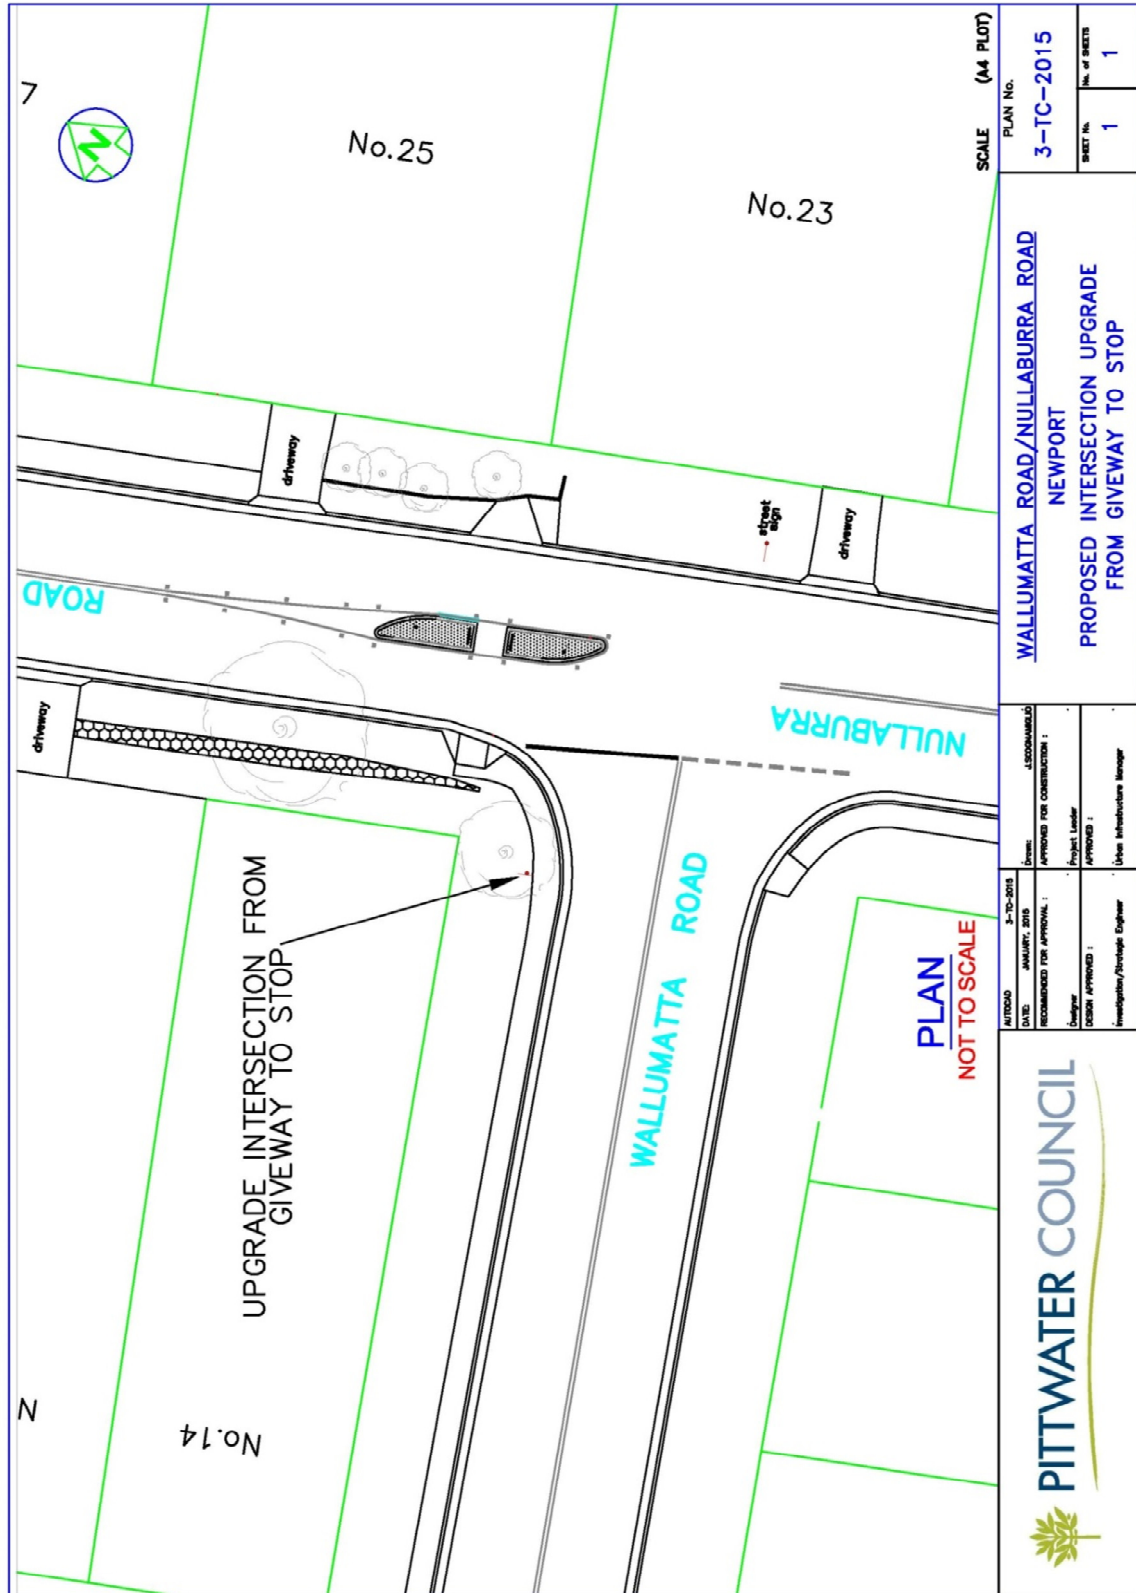 7
N
No.25
No.23
driveway
street
sign
driveway
driveway
ROAD
NULLABURRA
UPGRADE INTERSECTION FROM
GIVEWAY TO STOP
WALLUMATTA ROAD
No.14
N
PLAN
NOT TO SCALE
SCALE (A4 PLOT)
PITTWATER COUNCIL
AUTOCAD 3-TC-2015
DATE: JANUARY, 2015
RECOMMENDED FOR APPROVAL :
Designer
DESIGN APPROVED :
Investigation/Strategic Engineer
Drawn:
APPROVED FOR CONSTRUCTION :
Project Leader
APPROVED :
Urban Infrastructure Manager
WALLUMATTA ROAD/NULLABURRA ROAD
NEWPORT
PROPOSED INTERSECTION UPGRADE
FROM GIVEWAY TO STOP
PLAN No.
3-TC-2015
SHEET No.
1
No. of SHEETS
1